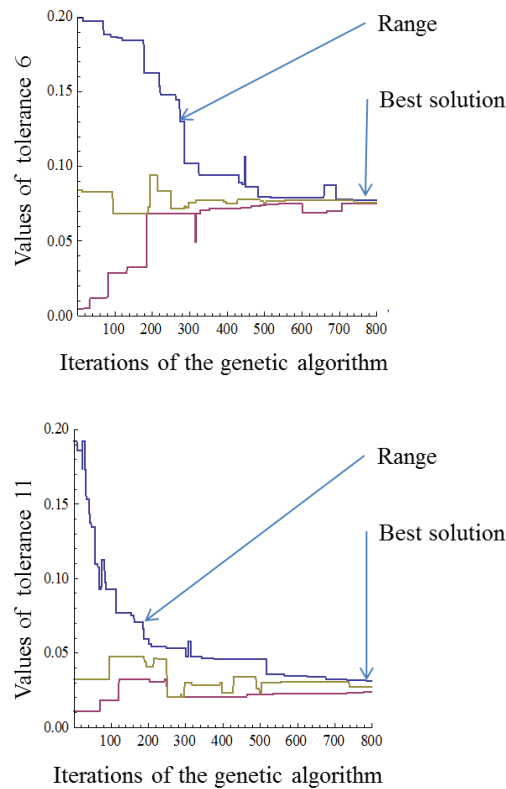 0.20
Range
0.15
Best solution
Values of tolerance 6
0.10
0.05
0.00
100 200 300 400 500 600 700 800
Iterations of the genetic algorithm
0.20
Range
0.15
Best solution
Values of tolerance 11
0.10
0.05
0.00
100 200 300 400 500 600 700 800
Iterations of the genetic algorithm